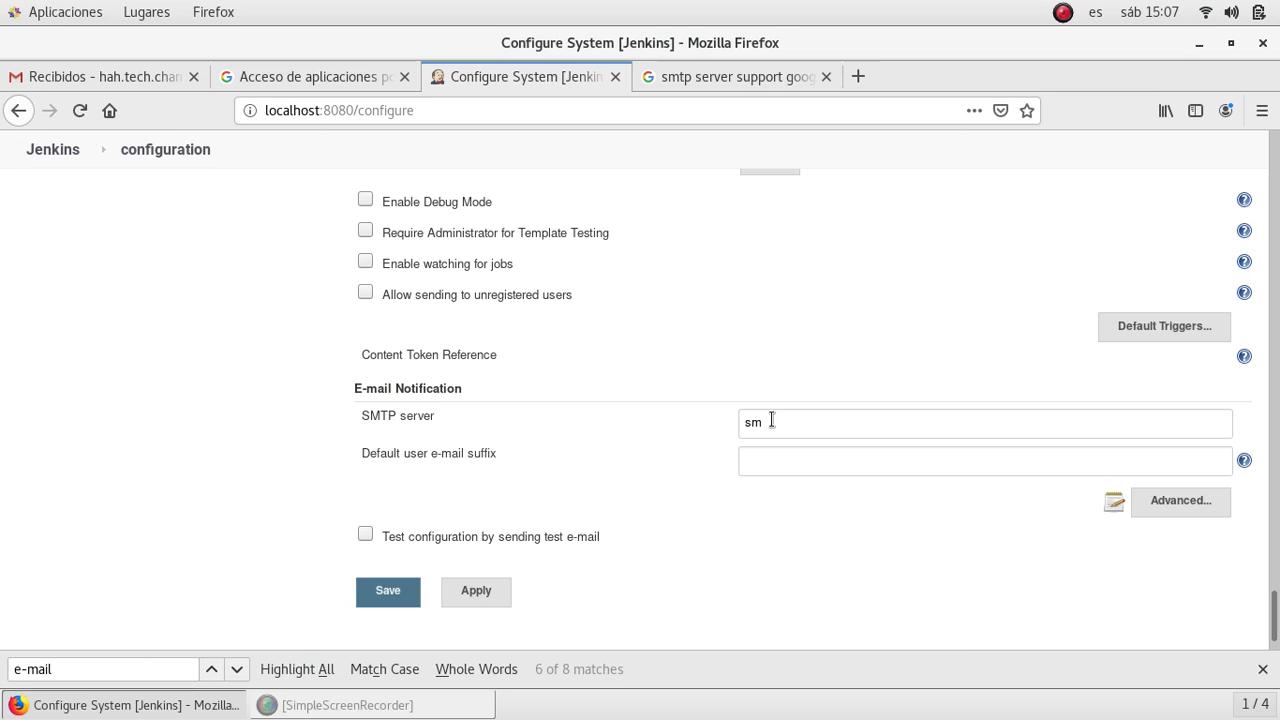 Aplicaciones Lugares Firefox es sáb 15:07
Configure System [Jenkins] - Mozilla Firefox
Recibidos - hah.tech.chan Acceso de aplicaciones po Configure System [Jenkin smtp server support goog
localhost:8080/configure
Jenkins configuration
Enable Debug Mode
Require Administrator for Template Testing
Enable watching for jobs
Allow sending to unregistered users
Default Triggers...
Content Token Reference
E-mail Notification
SMTP server sm
Default user e-mail suffix
Advanced...
Test configuration by sending test e-mail
Save Apply
e-mail Highlight All Match Case Whole Words 6 of 8 matches
Configure System [Jenkins] - Mozilla... [SimpleScreenRecorder] 1 / 4